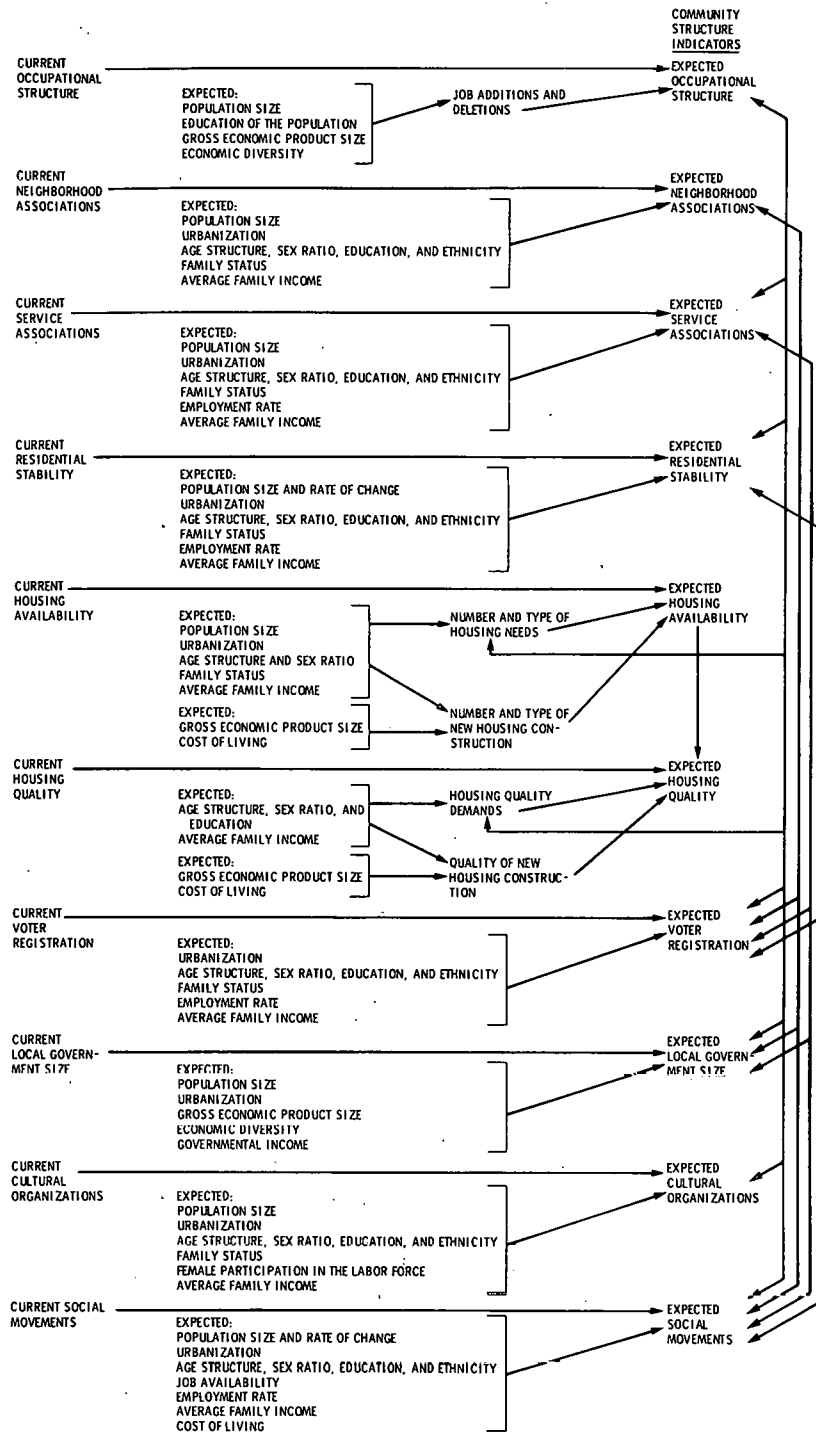 COMMUNITY
STRUCTURE
INDICATORS
CURRENT
OCCUPATIONAL
STRUCTURE
EXPECTED:
POPULATION SIZE
EDUCATION OF THE POPULATION
GROSS ECONOMIC PRODUCT SIZE
ECONOMIC DIVERSITY
JOB ADDITIONS AND
DELETIONS
EXPECTED
OCCUPATIONAL
STRUCTURE
CURRENT
NEIGHBORHOOD
ASSOCIATIONS
EXPECTED:
POPULATION SIZE
URBANIZATION
AGE STRUCTURE, SEX RATIO, EDUCATION, AND ETHNICITY
FAMILY STATUS
AVERAGE FAMILY INCOME
EXPECTED
NEIGHBORHOOD
ASSOCIATIONS
CURRENT
SERVICE
ASSOCIATIONS
EXPECTED:
POPULATION SIZE
URBANIZATION
AGE STRUCTURE, SEX RATIO, EDUCATION, AND ETHNICITY
FAMILY STATUS
EMPLOYMENT RATE
AVERAGE FAMILY INCOME
EXPECTED
SERVICE
ASSOCIATIONS
CURRENT
RESIDENTIAL
STABILITY
EXPECTED:
POPULATION SIZE AND RATE OF CHANGE
URBANIZATION
AGE STRUCTURE, SEX RATIO, EDUCATION, AND ETHNICITY
FAMILY STATUS
EMPLOYMENT RATE
AVERAGE FAMILY INCOME
EXPECTED
RESIDENTIAL
STABILITY
CURRENT
HOUSING
AVAILABILITY
EXPECTED:
POPULATION SIZE
URBANIZATION
AGE STRUCTURE AND SEX RATIO
FAMILY STATUS
AVERAGE FAMILY INCOME
EXPECTED:
GROSS ECONOMIC PRODUCT SIZE
COST OF LIVING
NUMBER AND TYPE OF
HOUSING NEEDS
NUMBER AND TYPE OF
NEW HOUSING CON-
STRUCTION
EXPECTED
HOUSING
AVAILABILITY
CURRENT
HOUSING
QUALITY
EXPECTED:
AGE STRUCTURE, SEX RATIO, AND
EDUCATION
AVERAGE FAMILY INCOME
EXPECTED:
GROSS ECONOMIC PRODUCT SIZE
COST OF LIVING
HOUSING QUALITY
DEMANDS
QUALITY OF NEW
HOUSING CONSTRUC-
TION
EXPECTED
HOUSING
QUALITY
CURRENT
VOTER
REGISTRATION
EXPECTED:
URBANIZATION
AGE STRUCTURE, SEX RATIO, EDUCATION, AND ETHNICITY
FAMILY STATUS
EMPLOYMENT RATE
AVERAGE FAMILY INCOME
EXPECTED
VOTER
REGISTRATION
CURRENT
LOCAL GOVERN-
MENT SIZE
EXPECTED:
POPULATION SIZE
URBANIZATION
GROSS ECONOMIC PRODUCT SIZE
ECONOMIC DIVERSITY
GOVERNMENTAL INCOME
EXPECTED
LOCAL GOVERN-
MENT SIZE
CURRENT
CULTURAL
ORGANIZATIONS
EXPECTED:
POPULATION SIZE
URBANIZATION
AGE STRUCTURE, SEX RATIO, EDUCATION, AND ETHNICITY
FAMILY STATUS
FEMALE PARTICIPATION IN THE LABOR FORCE
AVERAGE FAMILY INCOME
EXPECTED
CULTURAL
ORGANIZATIONS
CURRENT SOCIAL
MOVEMENTS
EXPECTED:
POPULATION SIZE AND RATE OF CHANGE
URBANIZATION
AGE STRUCTURE, SEX RATIO, EDUCATION, AND ETHNICITY
JOB AVAILABILITY
EMPLOYMENT RATE
AVERAGE FAMILY INCOME
COST OF LIVING
EXPECTED
SOCIAL
MOVEMENTS